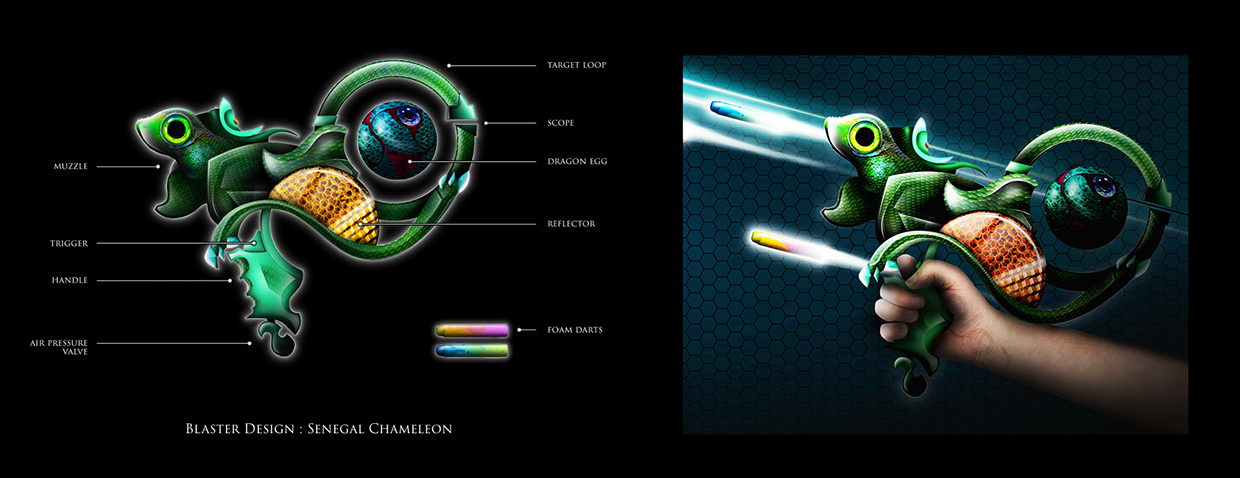 TARGET LOOP
SCOPE
DRAGON EGG
MUZZLE
REFLECTOR
TRIGGER
HANDLE
FOAM DARTS
AIR PRESSURE
VALVE
BLASTER DESIGN : SENEGAL CHAMELEON